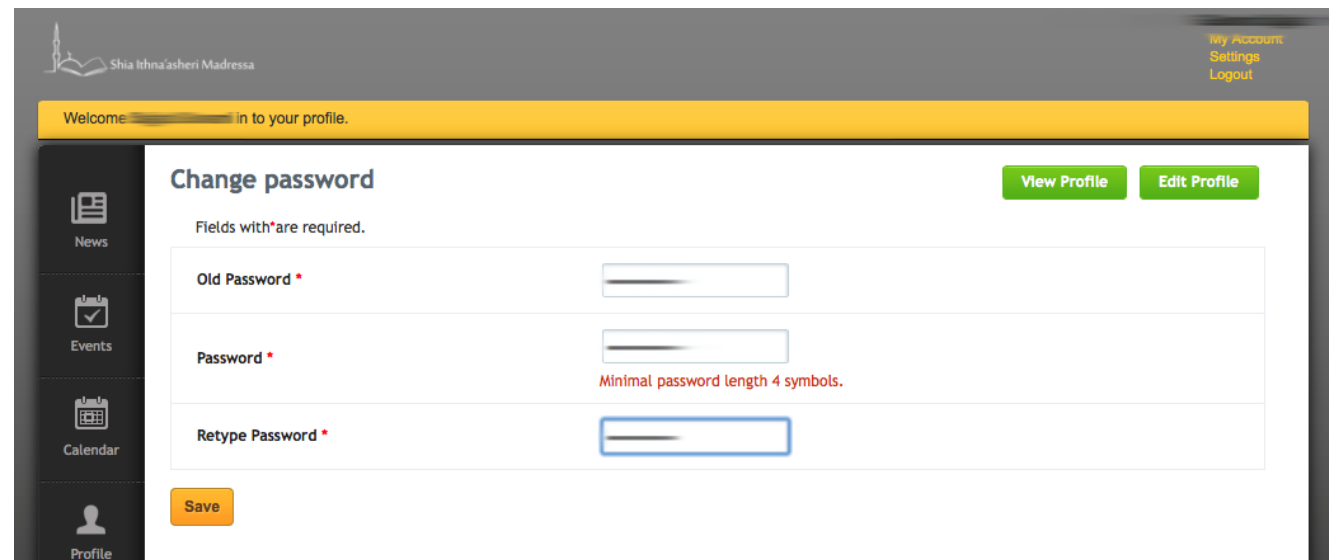 My Account
Settings
Logout
Shia Ithna'asheri Madressa
Welcome in to your profile.
Change password
View Profile
Edit Profile
Fields with*are required.
News
Old Password *
Events
Password *
Minimal password length 4 symbols.
Calendar
Retype Password *
Save
Profile